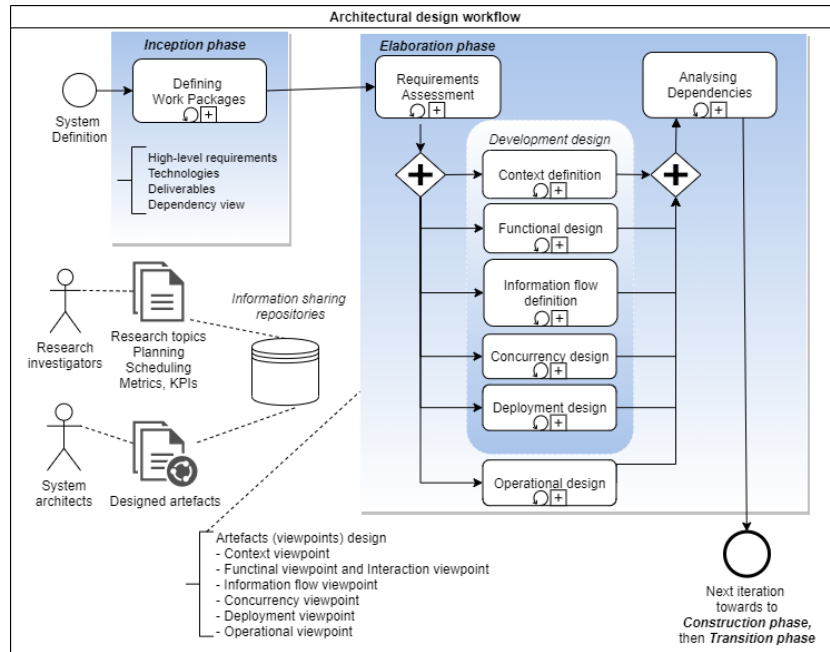 Architectural design workflow
Inception phase
Elaboration phase
Defining
Work Packages
Requirements
Assessment
Analysing
Dependencies
System
Definition
High-level requirements
Technologies
Deliverables
Dependency view
Development design
Context definition
Functional design
Information flow
definition
Concurrency design
Deployment design
Operational design
Information sharing
repositories
Research
investigators
Research topics
Planning
Scheduling
Metrics, KPIs
System
architects
Designed artefacts
Artefacts (viewpoints) design
- Context viewpoint
- Functinal viewpoint and Interaction viewpoint
- Information flow viewpoint
- Concurrency viewpoint
- Deployment viewpoint
- Operational viewpoint
Next iteration
towards to
Construction phase,
then Transition phase